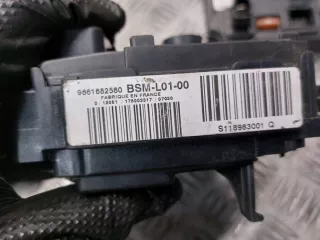 9661682580 BSM-L01-00
FABRIQUE EN FRANCE
S118983001 Q